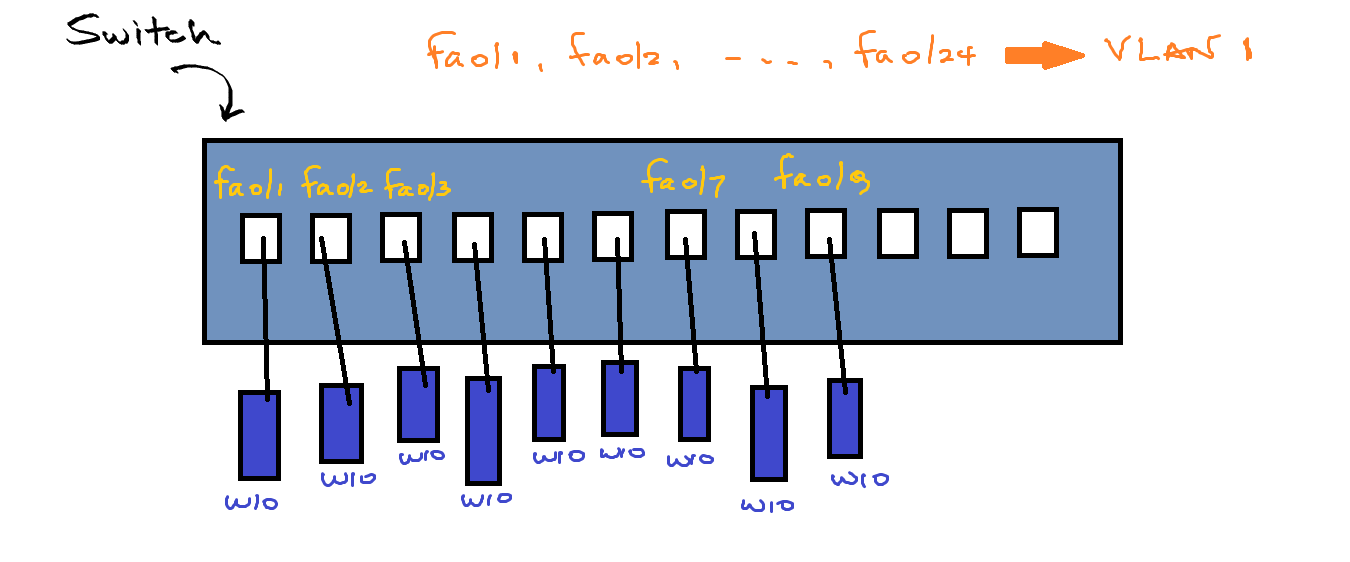 Switch
fa0/1, fa0/2, - - - -, fa0/24 → VLAN 1
fa0/1 fa0/2 fa0/3 fa0/7 fa0/9
W10 W10 W10 W10 W10 W10 W10 W10 W10